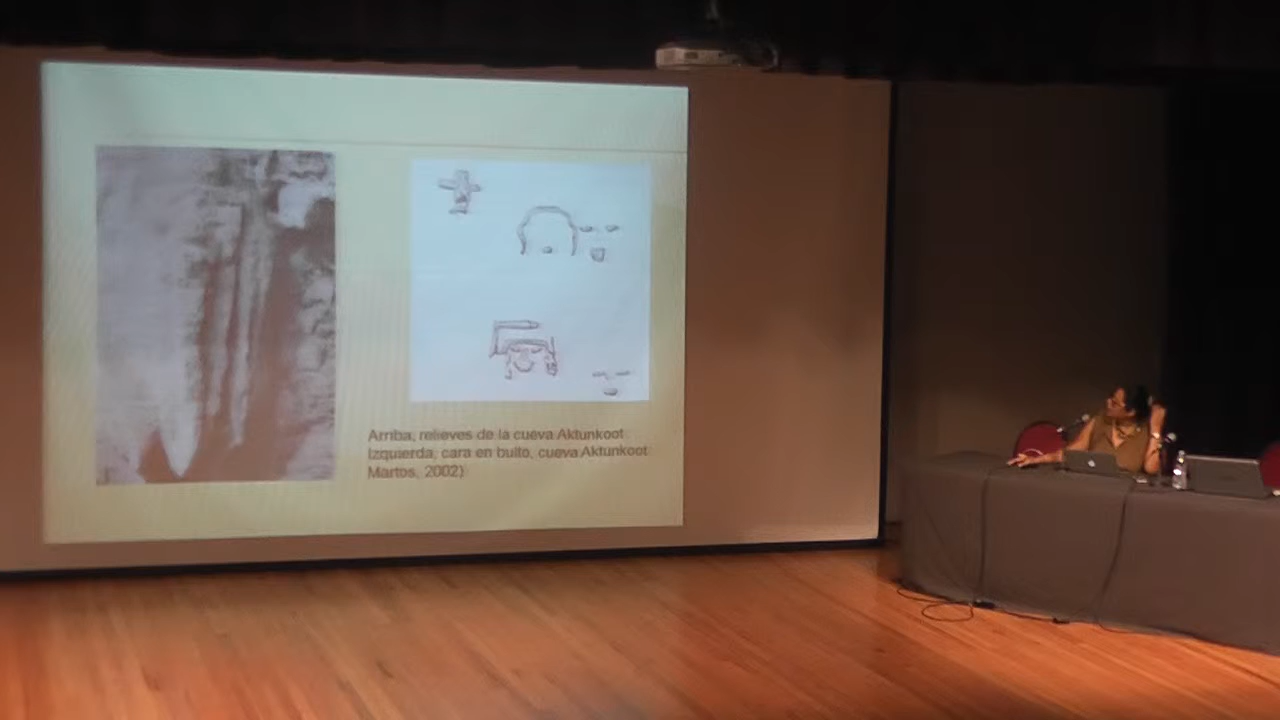 Arriba, relieves de la cueva Aktunkoot
Izquierda, cara en bulto, cueva Aktunkoot
Martos, 2002)